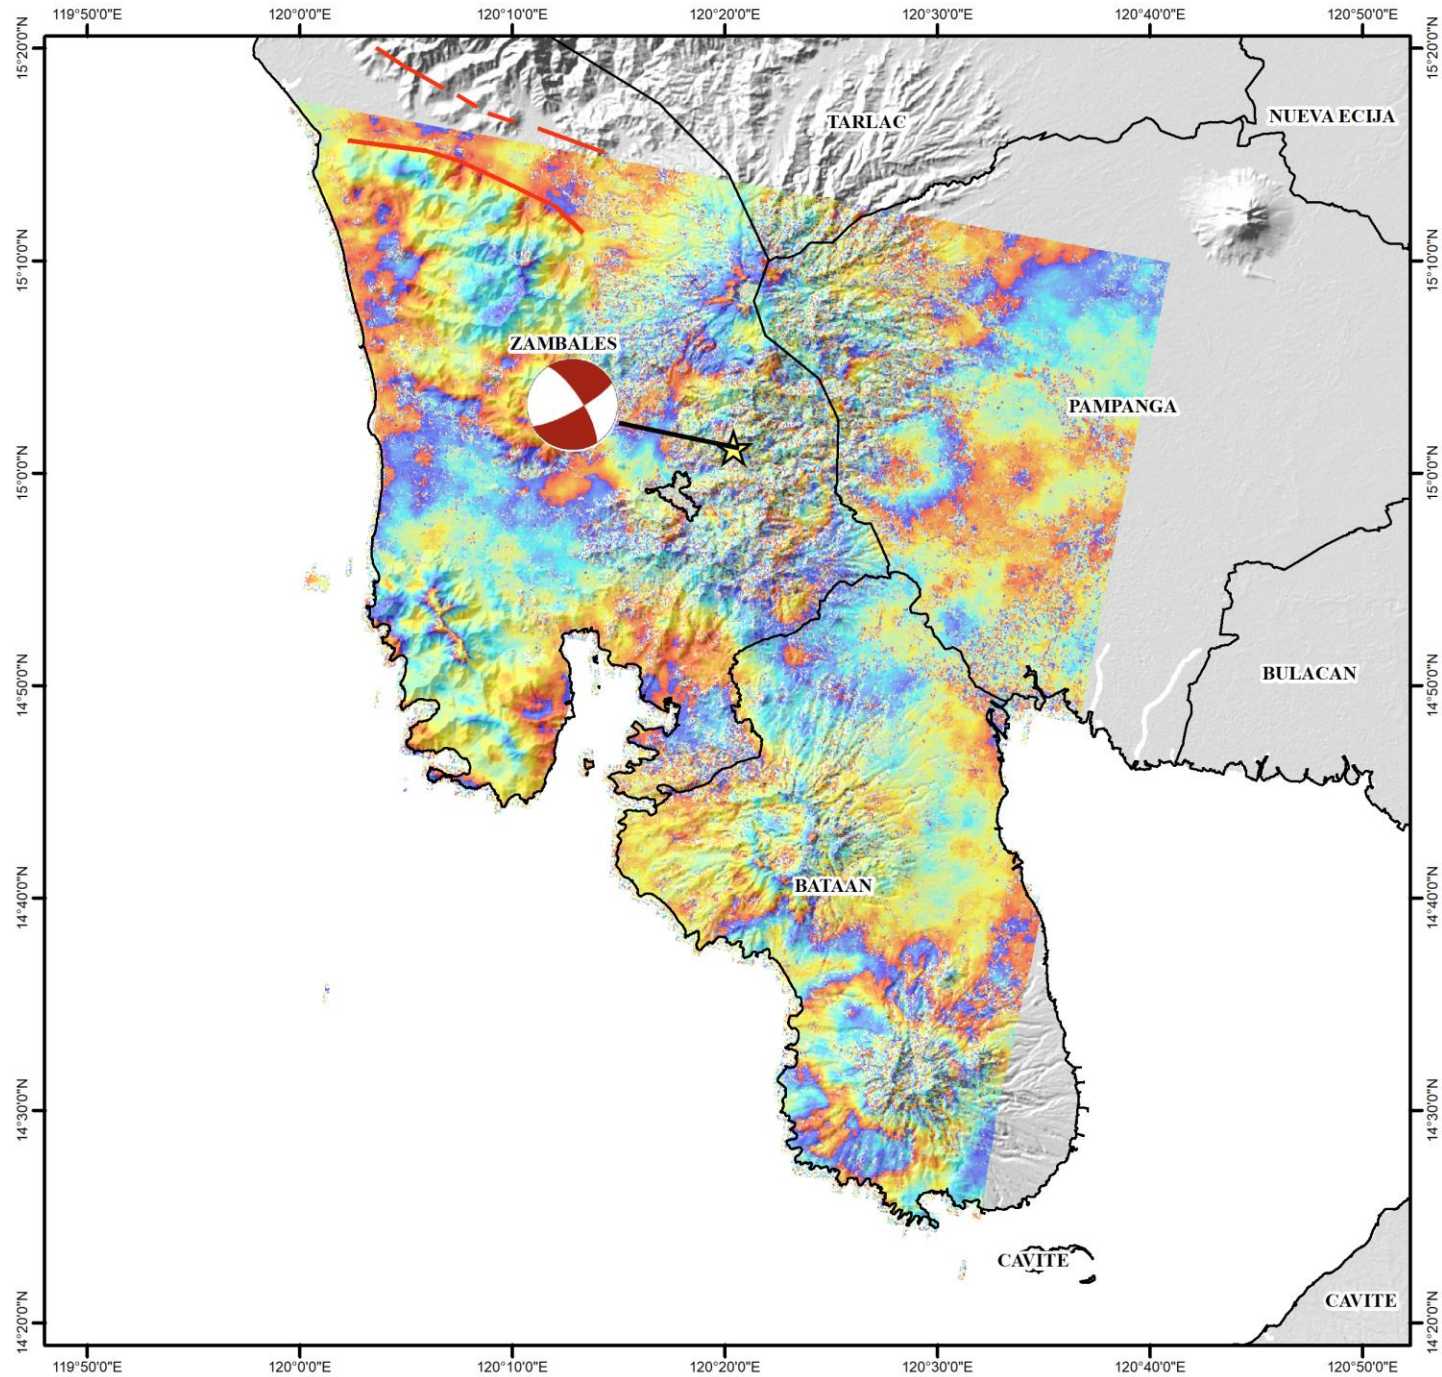 119°50'0"E 120°0'0"E 120°10'0"E 120°20'0"E 120°30'0"E 120°40'0"E 120°50'0"E
15°20'0"N 15°20'0"N
NUEVA ECIJA
TARLAC
15°10'0"N 15°10'0"N
ZAMBALES
PAMPANGA
15°0'0"N 15°0'0"N
BULACAN
14°50'0"N 14°50'0"N
BATAAN
14°40'0"N 14°40'0"N
14°30'0"N 14°30'0"N
CAVITE
CAVITE
14°20'0"N 14°20'0"N
119°50'0"E 120°0'0"E 120°10'0"E 120°20'0"E 120°30'0"E 120°40'0"E 120°50'0"E